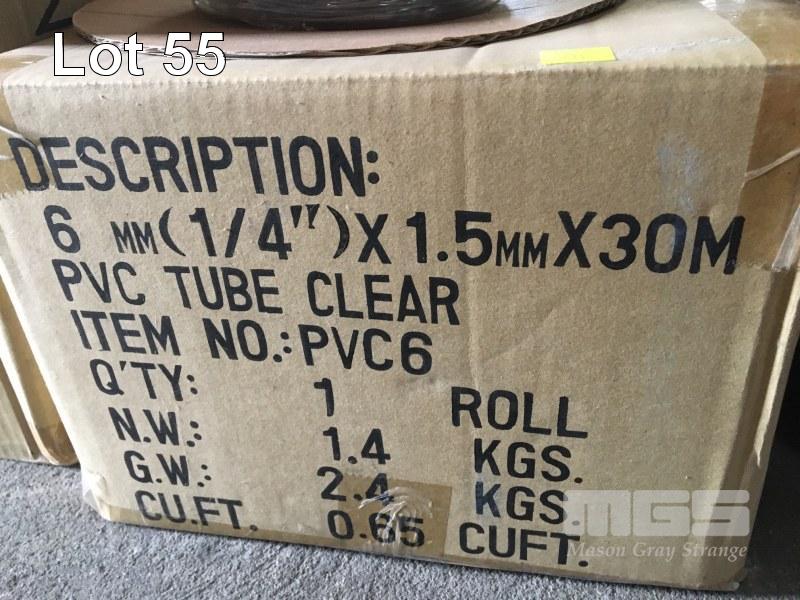 Lot 55
DESCRIPTION:
6 MM(1/4")X1.5MMX30M
PVC TUBE CLEAR
ITEM NO.:PVC6
Q'TY: 1 ROLL
N.W.: 1.4 KGS.
G.W.: 2.4 KGS
CU.FT. 0.65 CUFT.
MGS
Mason Gray Strange